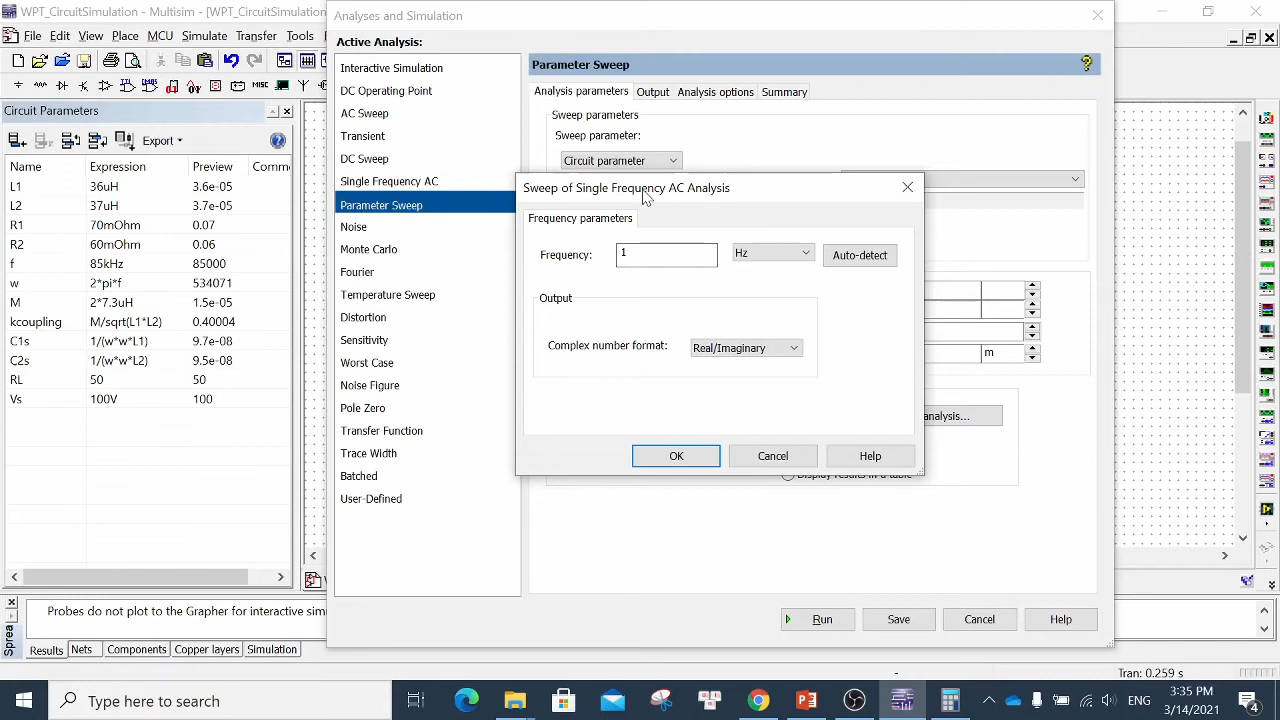 WPT_CircuitSimulation - Multisim - [WPT_CircuitSimulation
File Edit View Place MCU Simulate Transfer Tools
MISC
Circuit Parameters
Export
Name Expression Preview Comme
L1 36uH 3.6e-05
L2 37uH 3.7e-05
R1 70mOhm 0.07
R2 60mOhm 0.06
f 85kHz 85000
w 2*pi*f 534071
M 2*7.3uH 1.5e-05
kcoupling M/sqrt(L1*L2) 0.40004
C1s 1/(w*w*L1) 9.7e-08
C2s 1/(w*w*L2) 9.5e-08
RL 50 50
Vs 100V 100
Analyses and Simulation
Active Analysis:
Interactive Simulation
DC Operating Point
AC Sweep
Transient
DC Sweep
Single Frequency AC
Parameter Sweep
Noise
Monte Carlo
Fourier
Temperature Sweep
Distortion
Sensitivity
Worst Case
Noise Figure
Pole Zero
Transfer Function
Trace Width
Batched
User-Defined
Parameter Sweep
Analysis parameters Output Analysis options Summary
Sweep parameters
Sweep parameter:
Circuit parameter
Sweep of Single Frequency AC Analysis
Frequency parameters
Frequency: 1 Hz Auto-detect
Output
Complex number format: Real/Imaginary
OK Cancel Help
m
analysis...
Display results in a table
Run Save Cancel Help
Sprea
Probes do not plot to the Grapher for interactive sim
Results Nets Components Copper layers Simulation
- Tran: 0.259 s
Type here to search
ENG
3:35 PM
3/14/2021